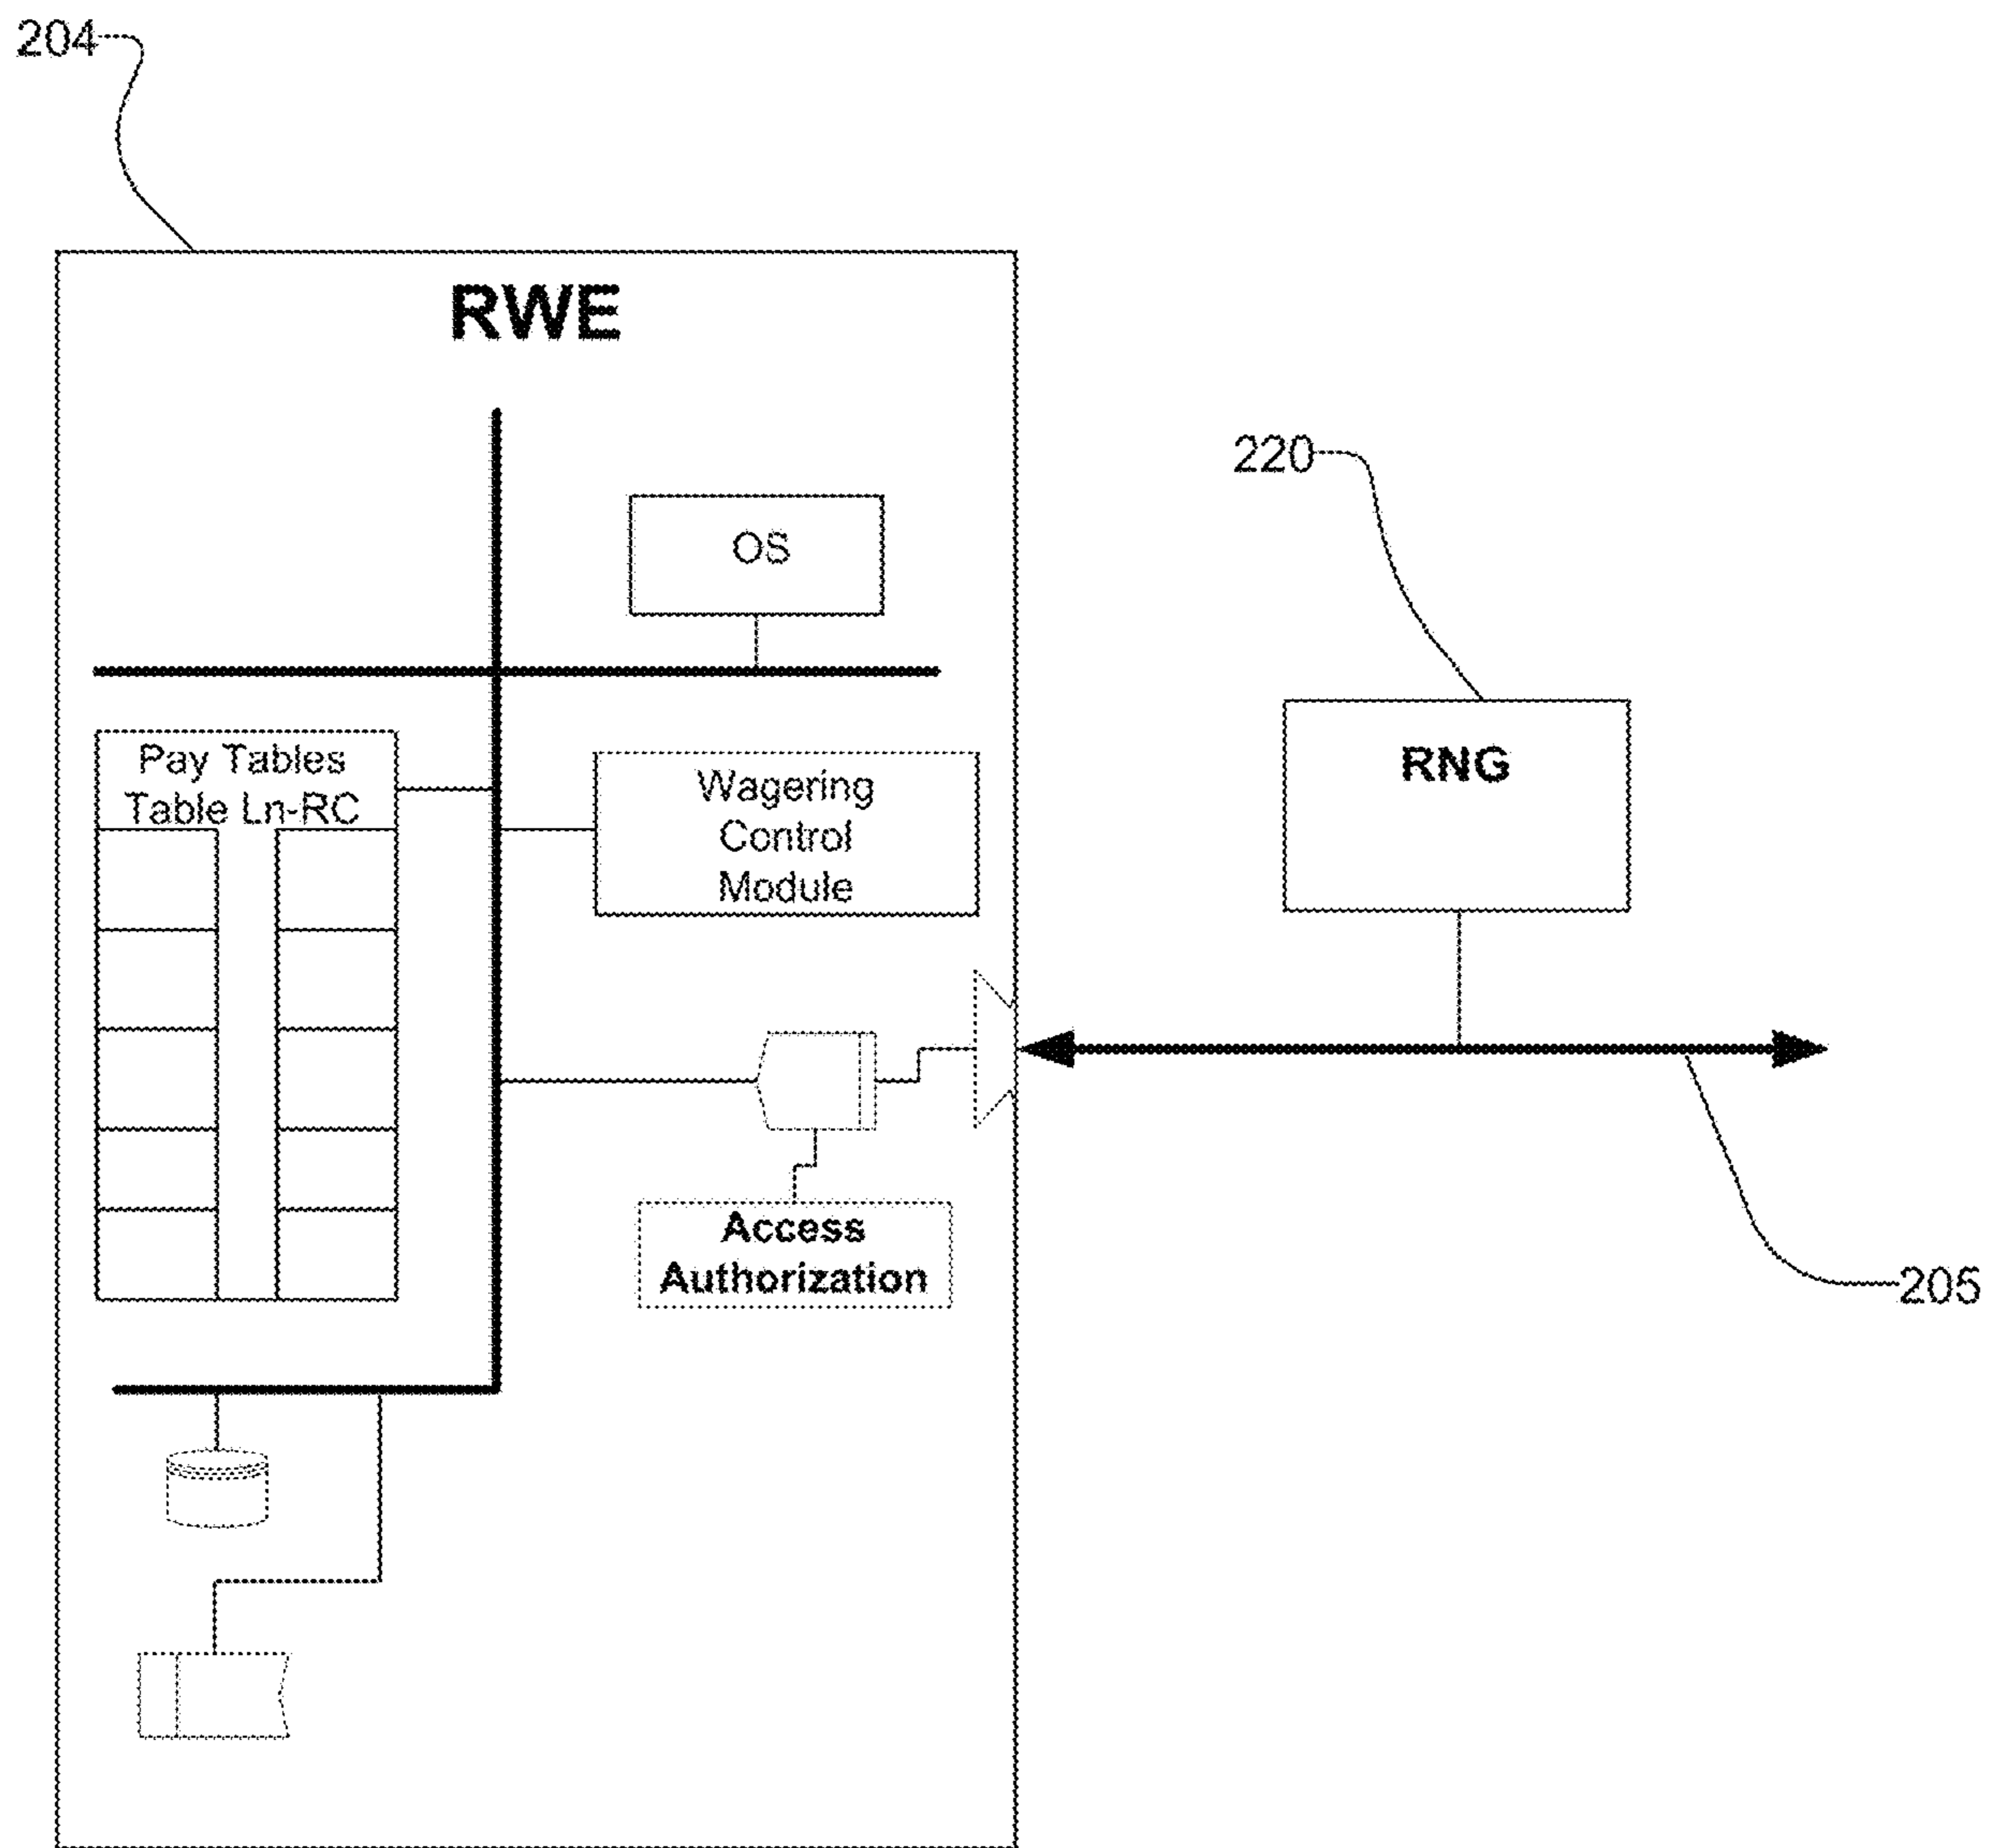 204
RWE
220
OS
RNG
Pay Tables
Table Ln-RC
Wagering
Control
Module
Access
Authorization
205